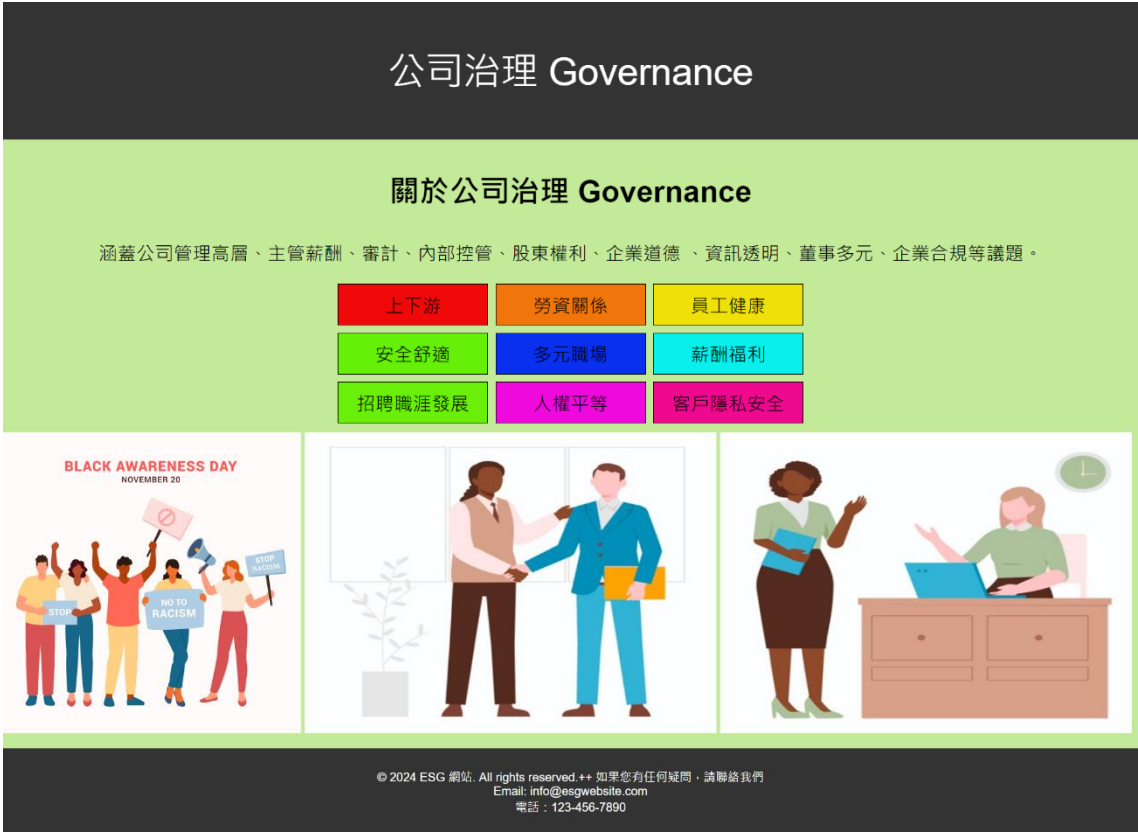 公司治理 Governance
關於公司治理 Governance
涵蓋公司管理高層、主管薪酬、審計、內部控管、股東權利、企業道德 、資訊透明、董事多元、企業合規等議題。
上下游
勞資關係
員工健康
安全舒適
多元職場
薪酬福利
招聘職涯發展
人權平等
客戶隱私安全
BLACK AWARENESS DAY
NOVEMBER 20
STOP
RACISM
STOP
NO TO
RACISM
© 2024 ESG 網站. All rights reserved.++ 如果您有任何疑問，請聯絡我們
Email: info@esgwebsite.com
電話：123-456-7890